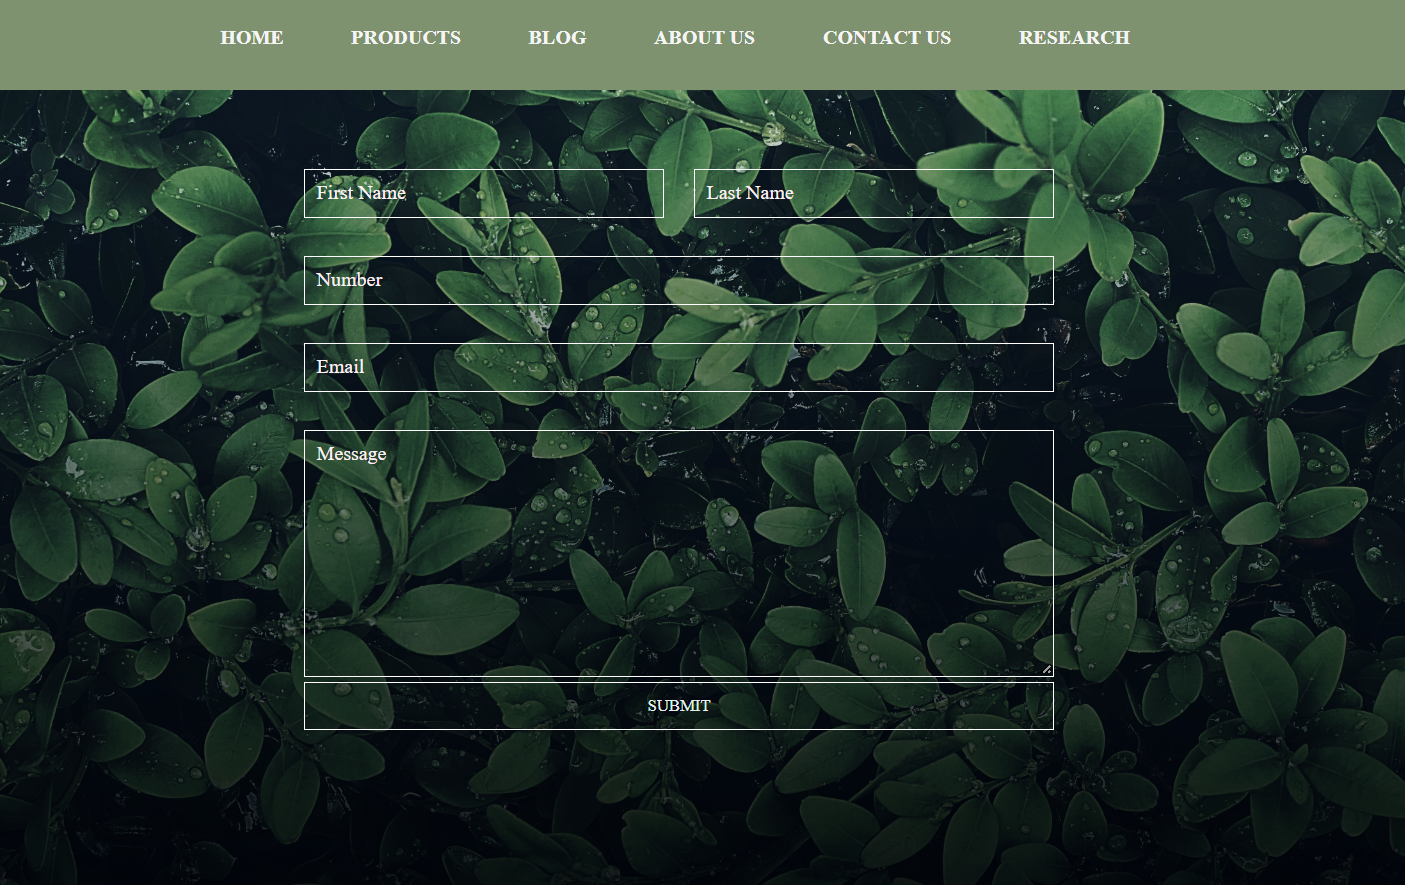 HOME PRODUCTS BLOG ABOUT US CONTACT US RESEARCH
First Name Last Name
Number
Email
Message
SUBMIT